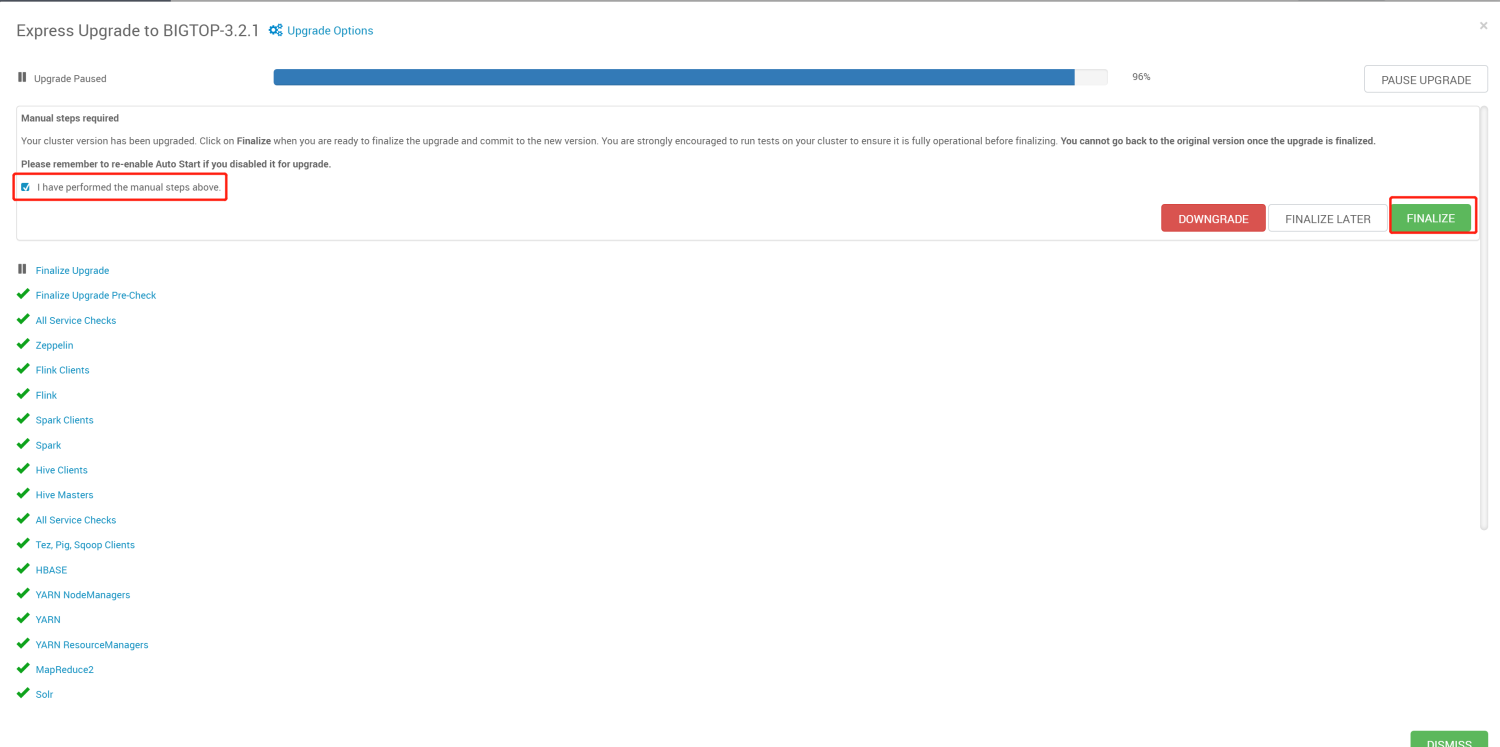 Express Upgrade to BIGTOP-3.2.1 Upgrade Options ×
Upgrade Paused 96% PAUSE UPGRADE
Manual steps required
Your cluster version has been upgraded. Click on Finalize when you are ready to finalize the upgrade and commit to the new version. You are strongly encouraged to run tests on your cluster to ensure it is fully operational before finalizing. You cannot go back to the original version once the upgrade is finalized.
Please remember to re-enable Auto Start if you disabled it for upgrade.
I have performed the manual steps above.
DOWNGRADE FINALIZE LATER FINALIZE
Finalize Upgrade
Finalize Upgrade Pre-Check
All Service Checks
Zeppelin
Flink Clients
Flink
Spark Clients
Spark
Hive Clients
Hive Masters
All Service Checks
Tez, Pig, Sqoop Clients
HBASE
YARN NodeManagers
YARN
YARN ResourceManagers
MapReduce2
Solr
DISMISS